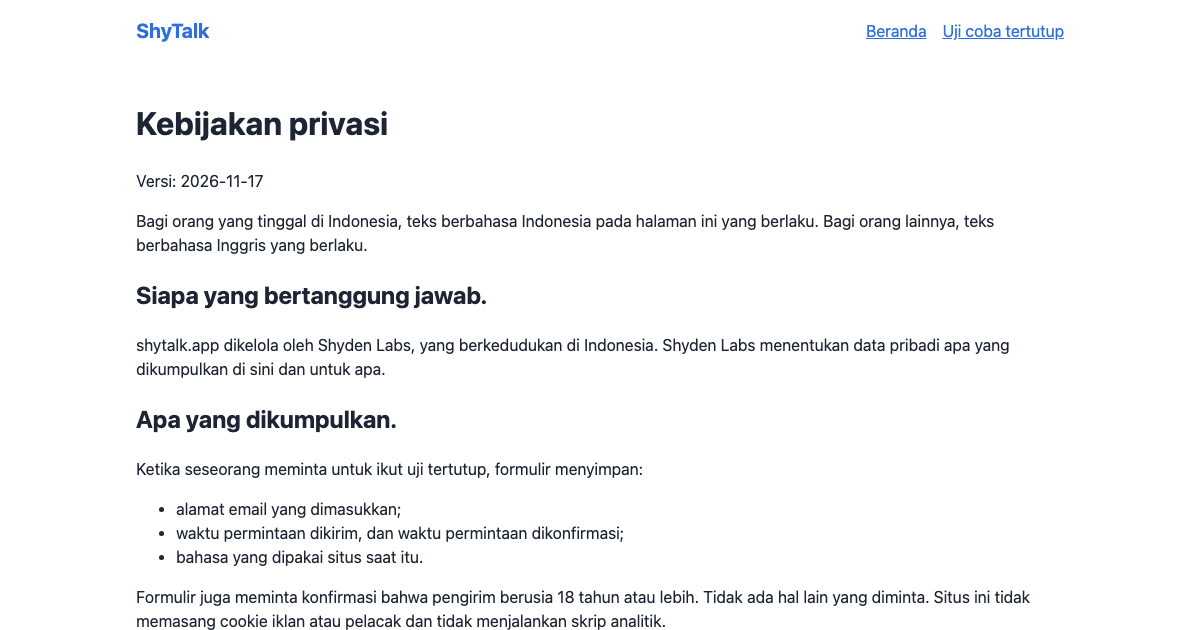 ShyTalk
Beranda
Uji coba tertutup
Kebijakan privasi
Versi: 2026-11-17
Bagi orang yang tinggal di Indonesia, teks berbahasa Indonesia pada halaman ini yang berlaku. Bagi orang lainnya, teks
berbahasa Inggris yang berlaku.
Siapa yang bertanggung jawab.
shytalk.app dikelola oleh Shyden Labs, yang berkedudukan di Indonesia. Shyden Labs menentukan data pribadi apa yang
dikumpulkan di sini dan untuk apa.
Apa yang dikumpulkan.
Ketika seseorang meminta untuk ikut uji tertutup, formulir menyimpan:
• alamat email yang dimasukkan;
• waktu permintaan dikirim, dan waktu permintaan dikonfirmasi;
• bahasa yang dipakai situs saat itu.
Formulir juga meminta konfirmasi bahwa pengirim berusia 18 tahun atau lebih. Tidak ada hal lain yang diminta. Situs ini tidak
memasang cookie iklan atau pelacak dan tidak menjalankan skrip analitik.